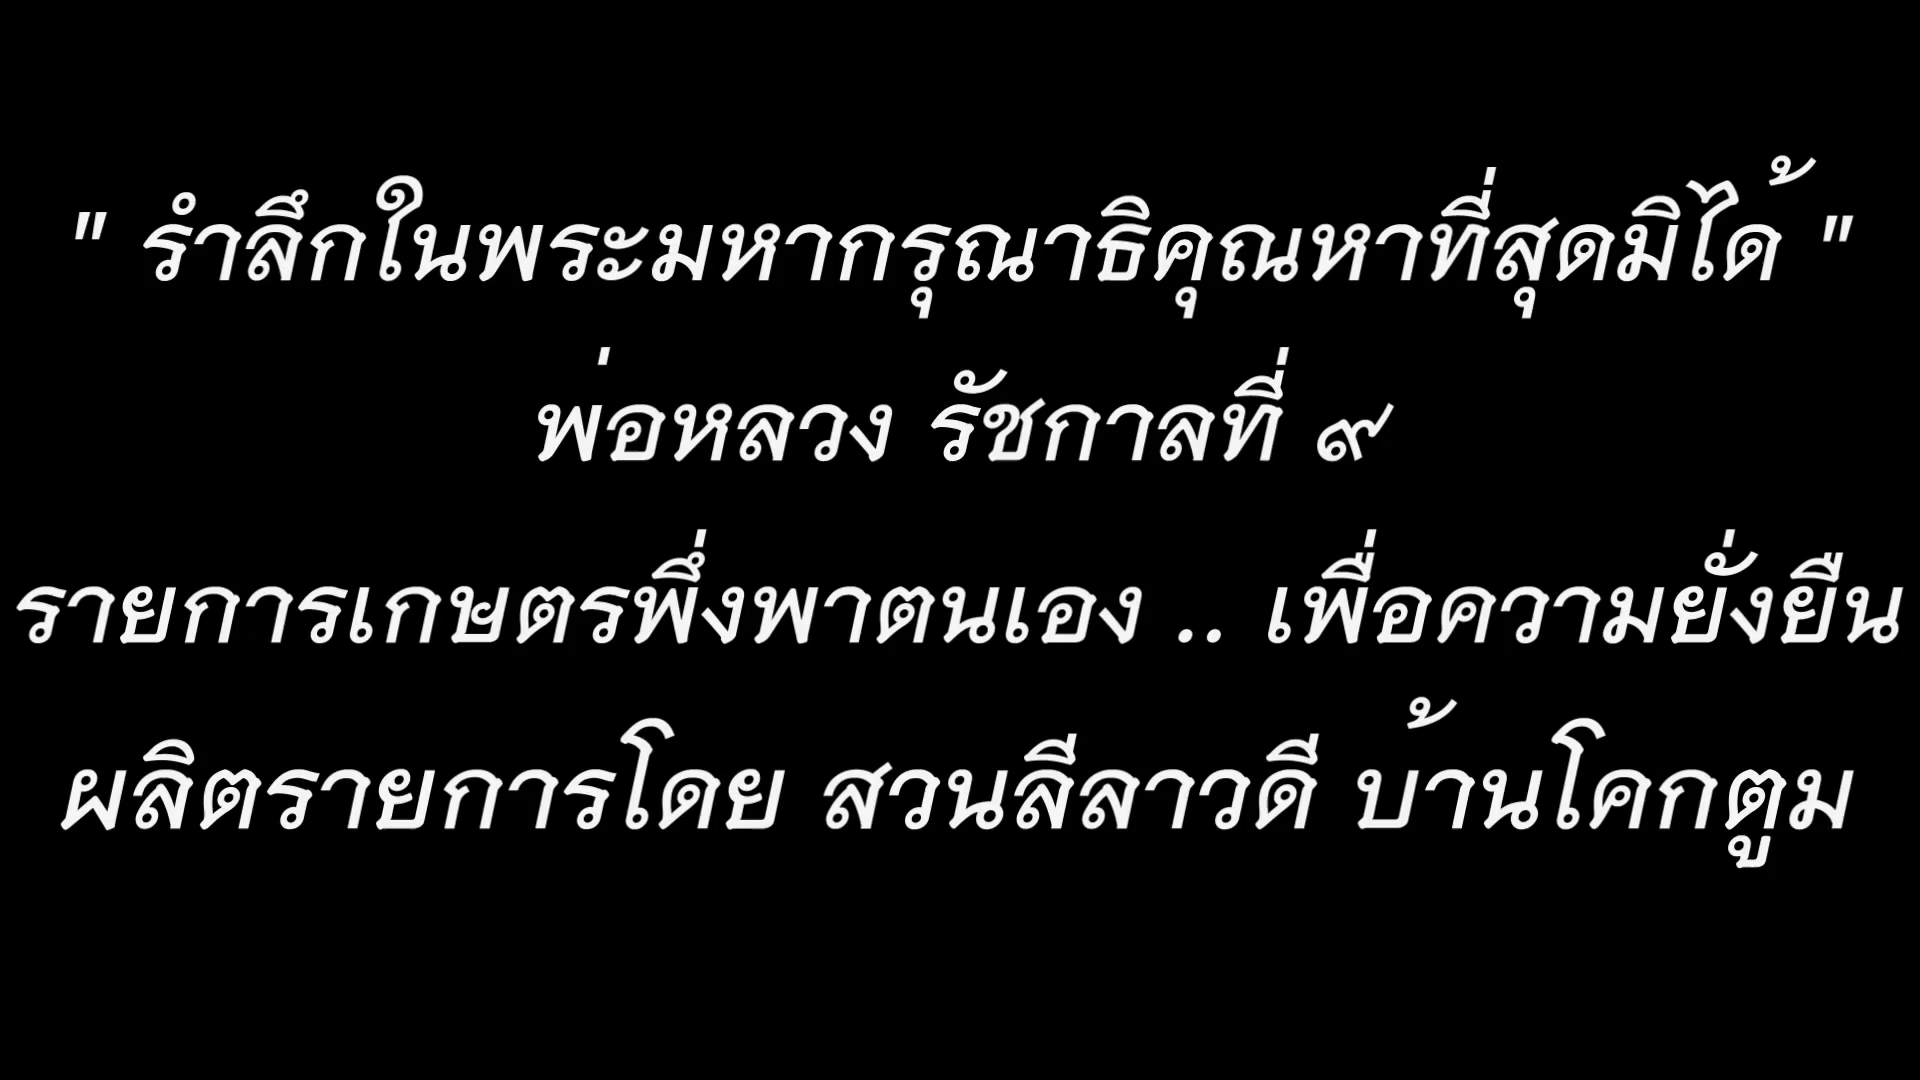 " รำลึกในพระมหากรุณาธิคุณหาที่สุดมิได้ "
พ่อหลวง รัชกาลที่ ๙
รายการเกษตรพึ่งพาตนเอง .. เพื่อความยั่งยืน
ผลิตรายการโดย สวนลีลาวดี บ้านโคกตูม